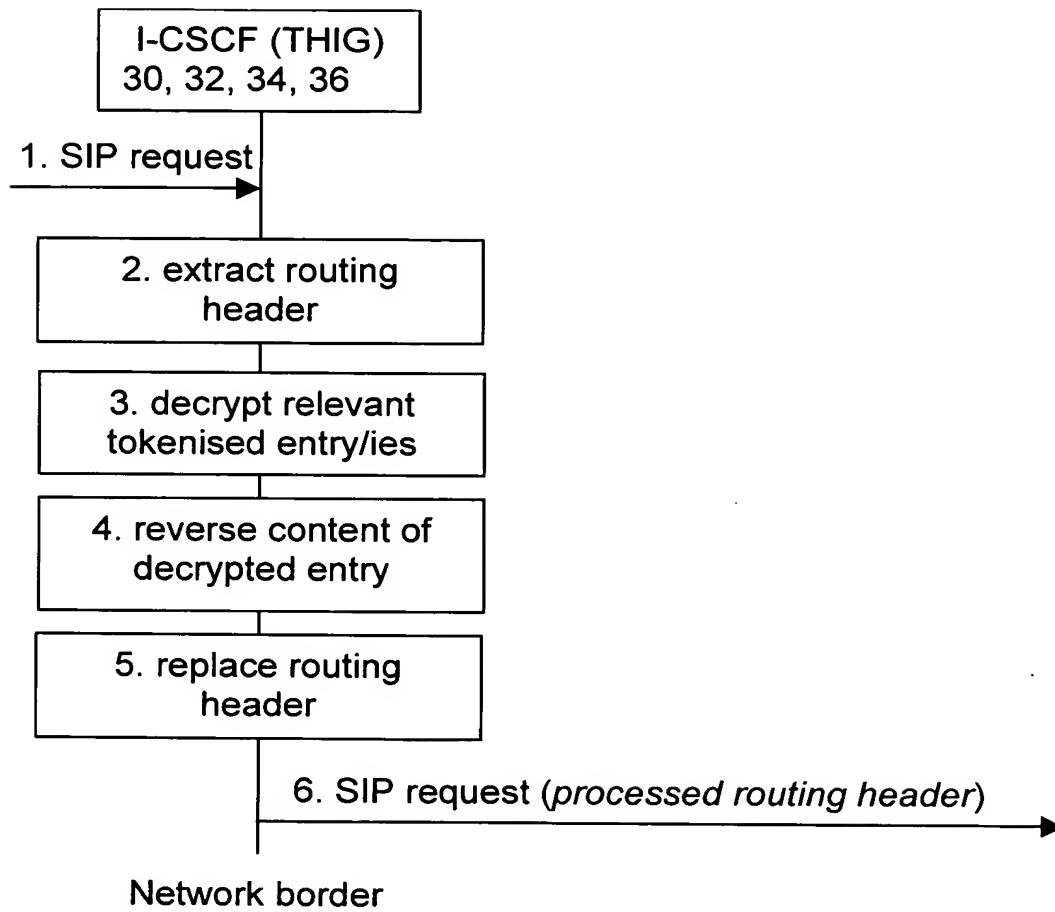 I-CSCF (THIG)
30, 32, 34, 36
1. SIP request
2. extract routing
header
3. decrypt relevant
tokenised entry/ies
4. reverse content of
decrypted entry
5. replace routing
header
6. SIP request (processed routing header)
Network border